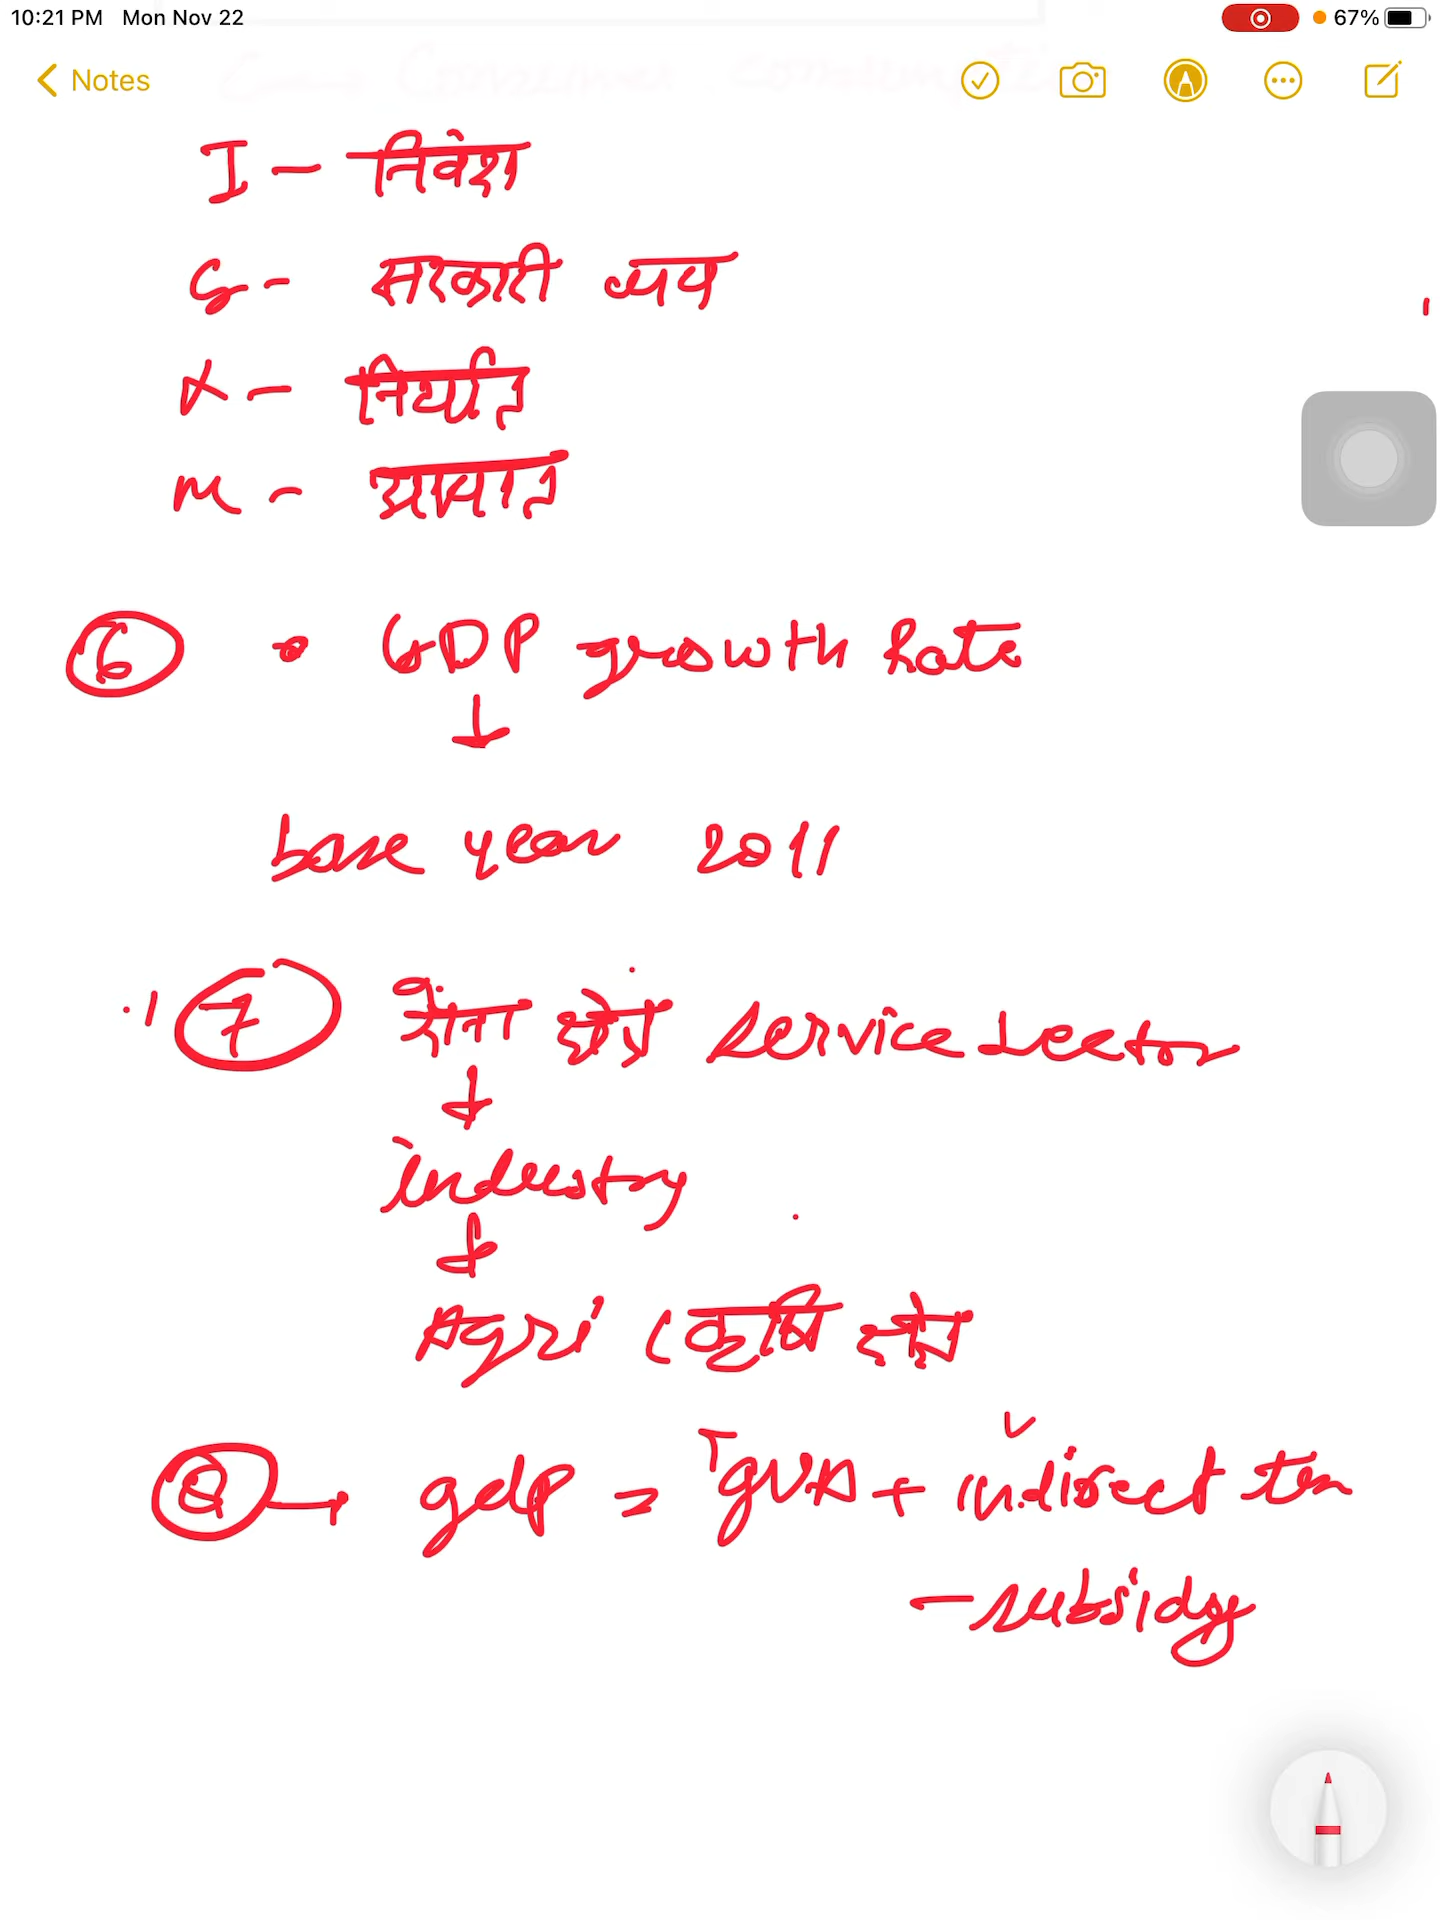 10:21 PM Mon Nov 22
67%
Notes
I - निवेश
G - सरकारी व्यय
X - निर्यात
M - आयात
6 • GDP growth Rate
↓
base year 2011
7 सेवा क्षेत्र service sector
↓
industry
↓
Agri (कृषि क्षेत्र
8 → gdp = GVA + indirect tax
- subsidy